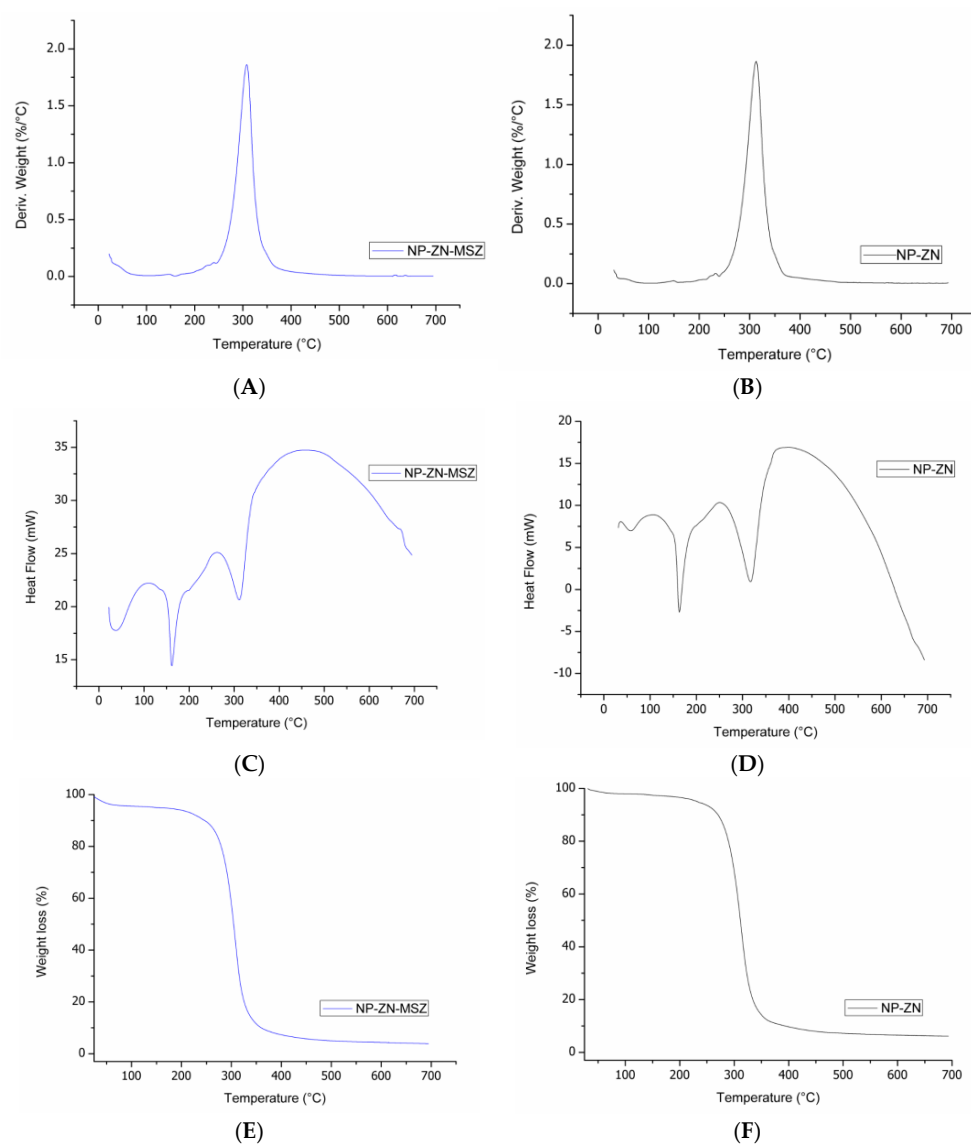 2.0
1.5
1.0
0.5
0.0
Deriv. Weight (%/°C)
NP-ZN-MSZ
0 100 200 300 400 500 600 700
Temperature (°C)
(A)
2.0
1.5
1.0
0.5
0.0
Deriv. Weight (%/°C)
NP-ZN
0 100 200 300 400 500 600 700
Temperature (°C)
(B)
35
30
25
20
15
Heat Flow (mW)
NP-ZN-MSZ
0 100 200 300 400 500 600 700
Temperature (°C)
(C)
20
15
10
5
0
-5
-10
Heat Flow (mW)
NP-ZN
0 100 200 300 400 500 600 700
Temperature (°C)
(D)
100
80
60
40
20
0
Weight loss (%)
NP-ZN-MSZ
100 200 300 400 500 600 700
Temperature (°C)
(E)
100
80
60
40
20
0
Weight loss (%)
NP-ZN
100 200 300 400 500 600 700
Temperature (°C)
(F)